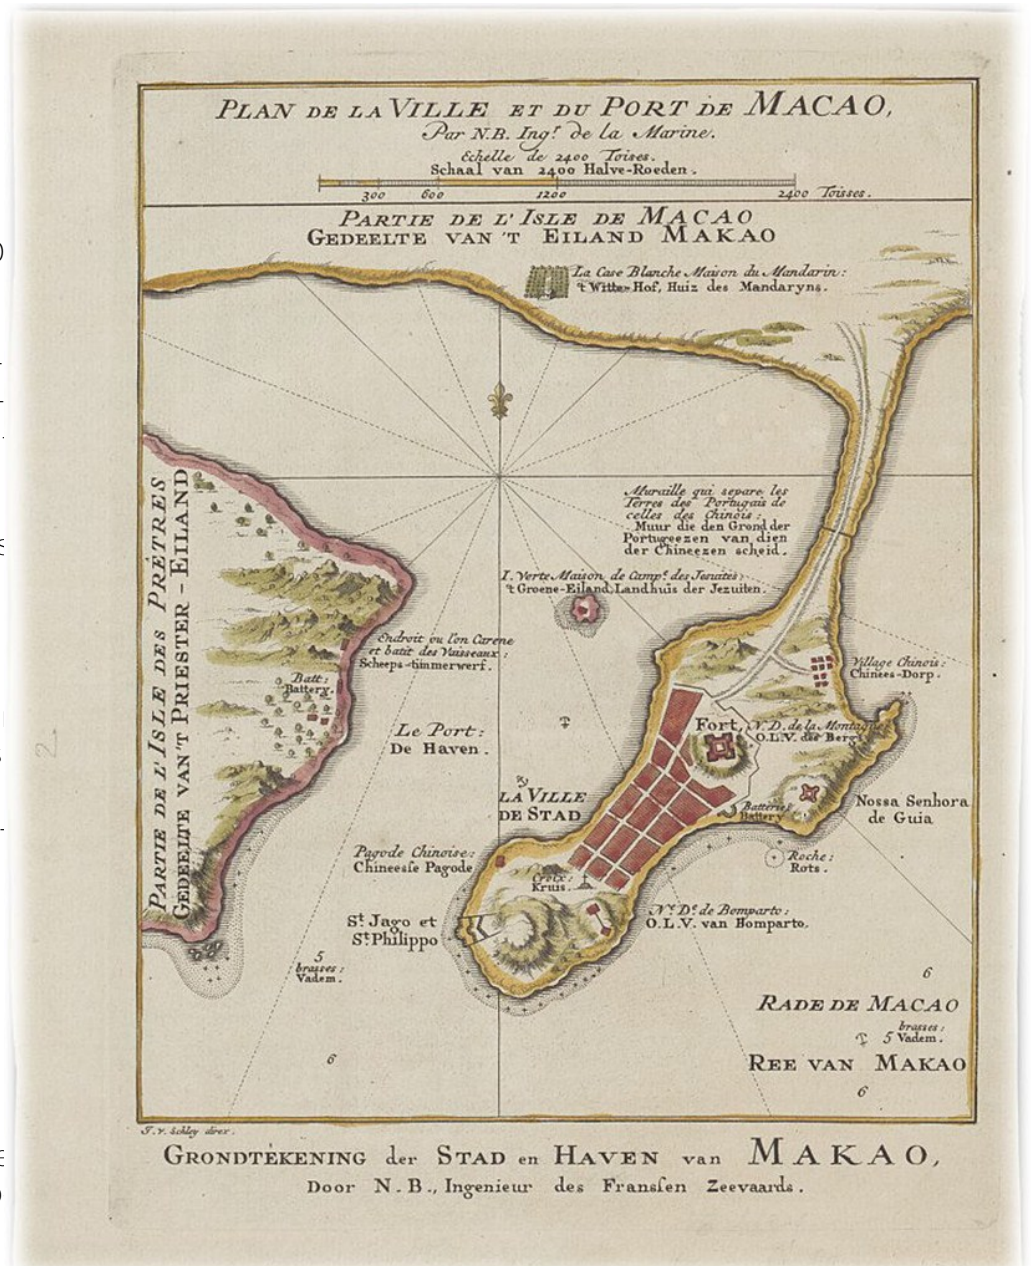 PLAN DE LA VILLE ET DU PORT DE MACAO,
Par N.B. Ing.r de la Marine.
Echelle de 2400 Toises.
Schaal van 2400 Halve-Roeden.
300 600 1200 2400 Toisses.
PARTIE DE L'ISLE DE MACAO
GEDEELTE VAN 'T EILAND MAKAO
La Case Blanche Maison du Mandarin:
't Witte-Hof, Huiz des Mandaryns.
Muraille qui separe les
Terres des Portugais de
celles des Chinois:
Muur die den Grond der
Portugeezen van dien
der Chineezen scheid.
I. Verte Maison de Camp.e des Jesuites:
't Groene-Eiland, Landhuis der Jezuiten.
PARTIE DE L'ISLE DES PRÊTRES
GEDEELTE VAN 'T PRIESTER-EILAND
Endroit ou l'on Carene
et batit des Vaisseaux:
Scheeps-timmerwerf.
Batt:
Battery.
Village Chinois:
Chinees-Dorp.
Le Port:
De Haven.
Fort, N.D. de la Montagne
O.L.V. des Bergs
LA VILLE
DE STAD
Batterie
Battery
Nossa Senhora
de Guia
Pagode Chinoise:
Chineesse Pagode
Roche:
Rots.
Croix:
Kruis.
St. Jago et
St. Philippo
N.e D.e de Bomparto:
O.L.V. van Bomparto.
5
brasses:
Vadem.
6
6
RADE DE MACAO
brasses:
5 Vadem.
REE VAN MAKAO
6
J.v. Schley direx.
GRONDTÉKENING der STAD en HAVEN van MAKAO,
Door N.B., Ingenieur des Franssen Zeevaards.
2